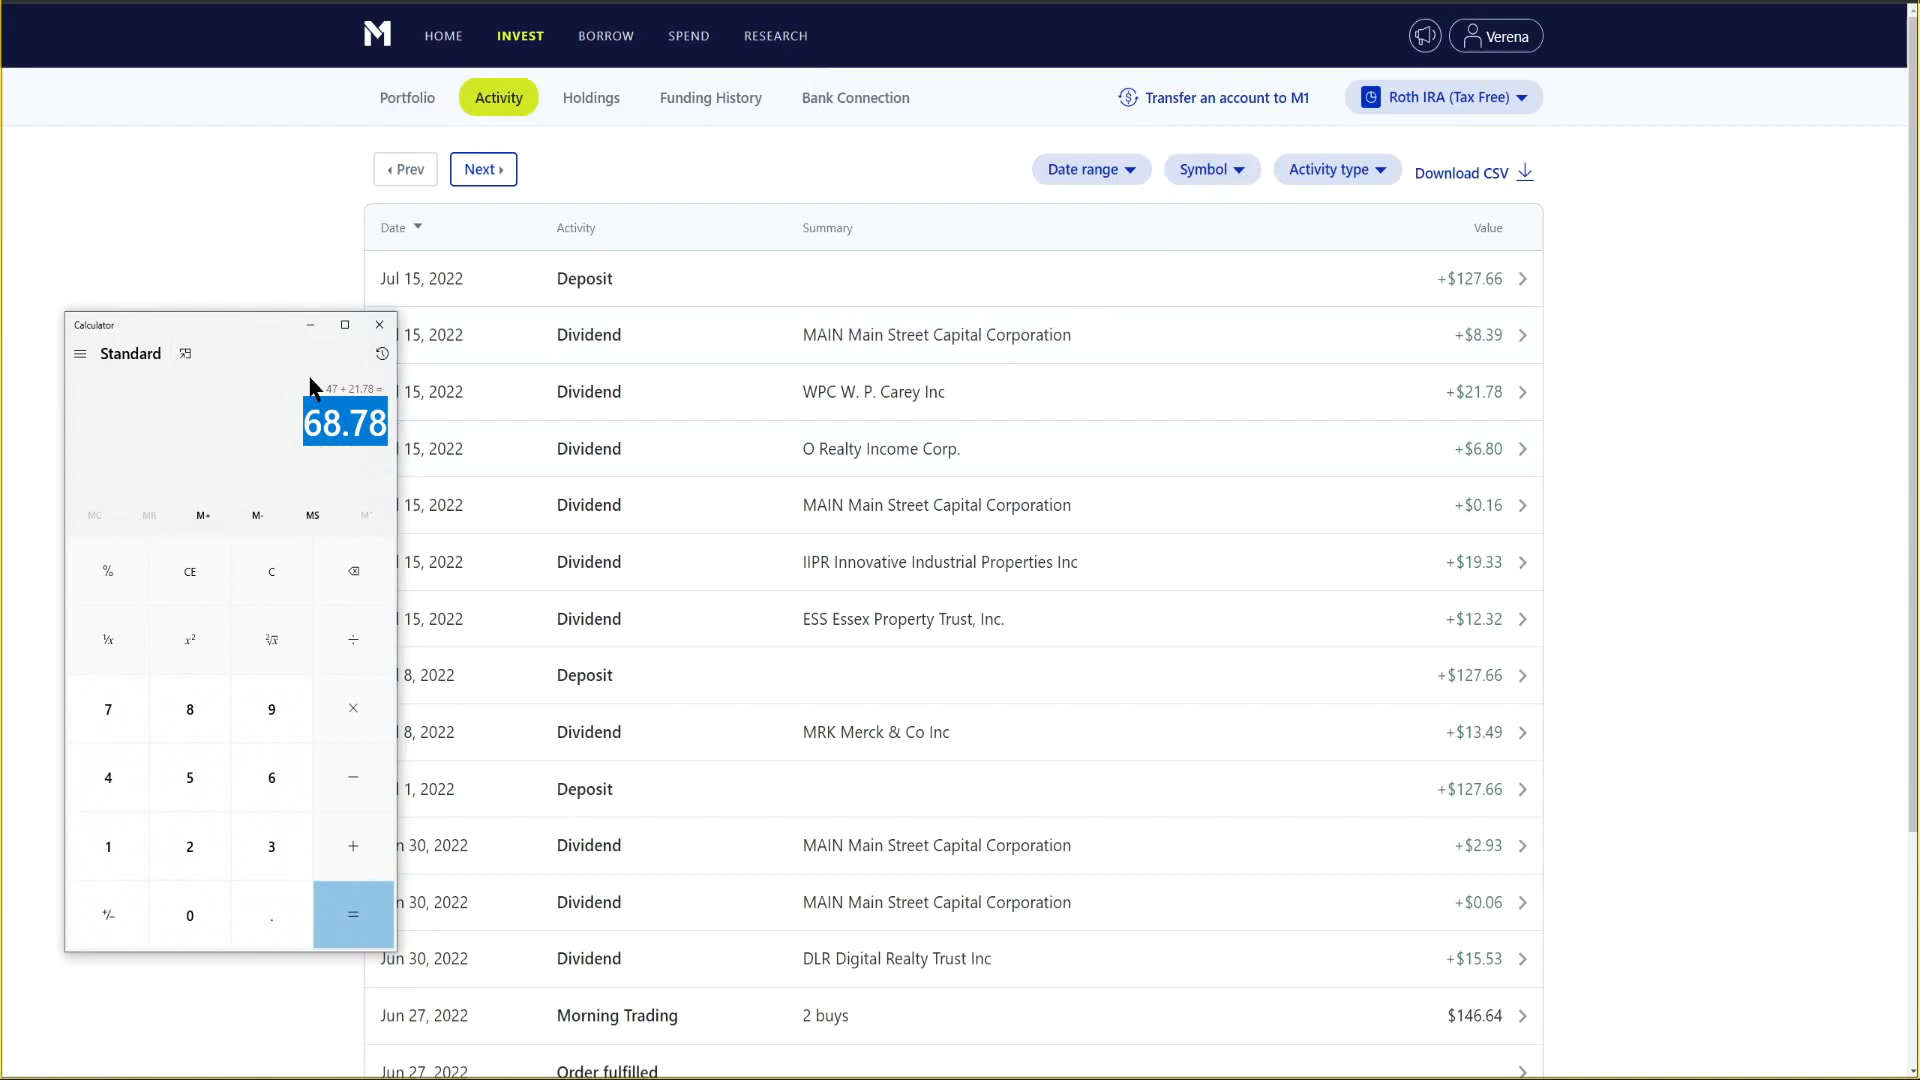 M HOME INVEST BORROW SPEND RESEARCH Verena
Portfolio Activity Holdings Funding History Bank Connection Transfer an account to M1 Roth IRA (Tax Free)
Prev Next Date range Symbol Activity type Download CSV
Date Activity Summary Value
Jul 15, 2022 Deposit +$127.66
15, 2022 Dividend MAIN Main Street Capital Corporation +$8.39
15, 2022 Dividend WPC W. P. Carey Inc +$21.78
15, 2022 Dividend O Realty Income Corp. +$6.80
15, 2022 Dividend MAIN Main Street Capital Corporation +$0.16
15, 2022 Dividend IIPR Innovative Industrial Properties Inc +$19.33
15, 2022 Dividend ESS Essex Property Trust, Inc. +$12.32
8, 2022 Deposit +$127.66
8, 2022 Dividend MRK Merck & Co Inc +$13.49
1, 2022 Deposit +$127.66
n 30, 2022 Dividend MAIN Main Street Capital Corporation +$2.93
n 30, 2022 Dividend MAIN Main Street Capital Corporation +$0.06
Jun 30, 2022 Dividend DLR Digital Realty Trust Inc +$15.53
Jun 27, 2022 Morning Trading 2 buys $146.64
Jun 27, 2022 Order fulfilled
Calculator
Standard
47 + 21.78 =
68.78
MC MR M+ M- MS M˅
% CE C
1/x x² ²√x ÷
7 8 9 ×
4 5 6 −
1 2 3 +
+/- 0 . =